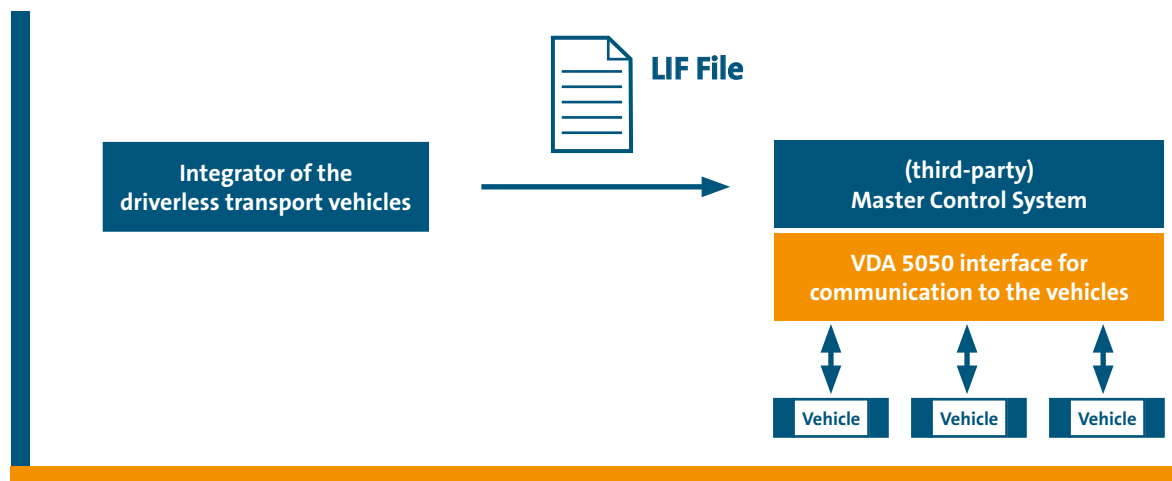 LIF File
Integrator of the
driverless transport vehicles
(third-party)
Master Control System
VDA 5050 interface for
communication to the vehicles
Vehicle
Vehicle
Vehicle